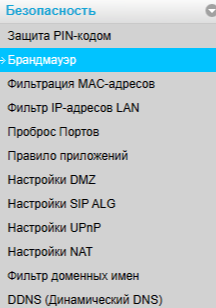 Безопасность
Защита PIN-кодом
Брандмауэр
Фильтрация MAC-адресов
Фильтр IP-адресов LAN
Проброс Портов
Правило приложений
Настройки DMZ
Настройки SIP ALG
Настройки UPnP
Настройки NAT
Фильтр доменных имен
DDNS (Динамический DNS)